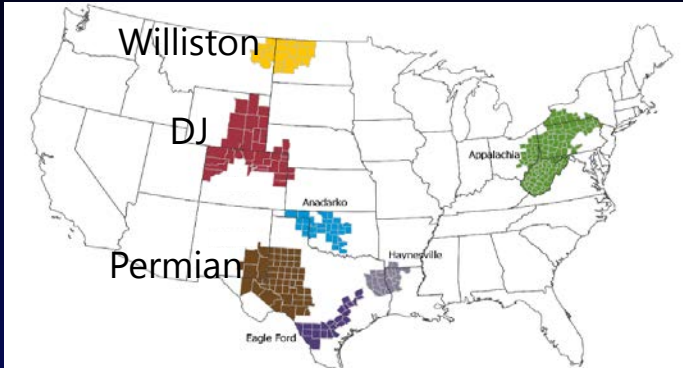 Williston
DJ
Appalachia
Anadarko
Permian
Haynesville
Eagle Ford